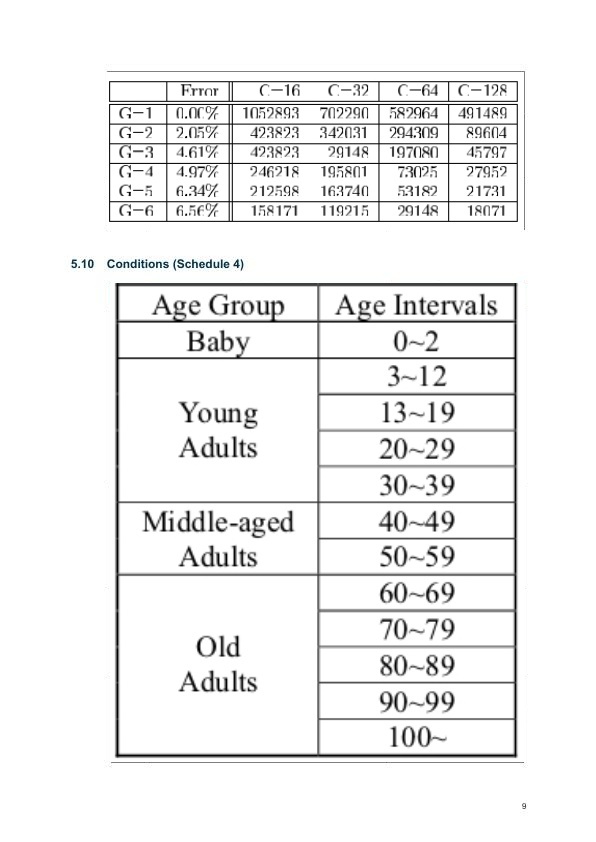 Error C-16 C-32 C-64 C-128
G-1 0.00% 1052893 702290 582964 491489
G-2 2.05% 423823 342031 294309 89604
G-3 4.61% 423823 29148 197080 45797
G-4 4.97% 246218 195801 73025 27952
G-5 6.34% 212598 163740 53182 21731
G-6 6.56% 158171 119215 29148 18071
5.10 Conditions (Schedule 4)
Age Group Age Intervals
Baby 0~2
Young Adults 3~12
13~19
20~29
30~39
Middle-aged Adults 40~49
50~59
Old Adults 60~69
70~79
80~89
90~99
100~
9